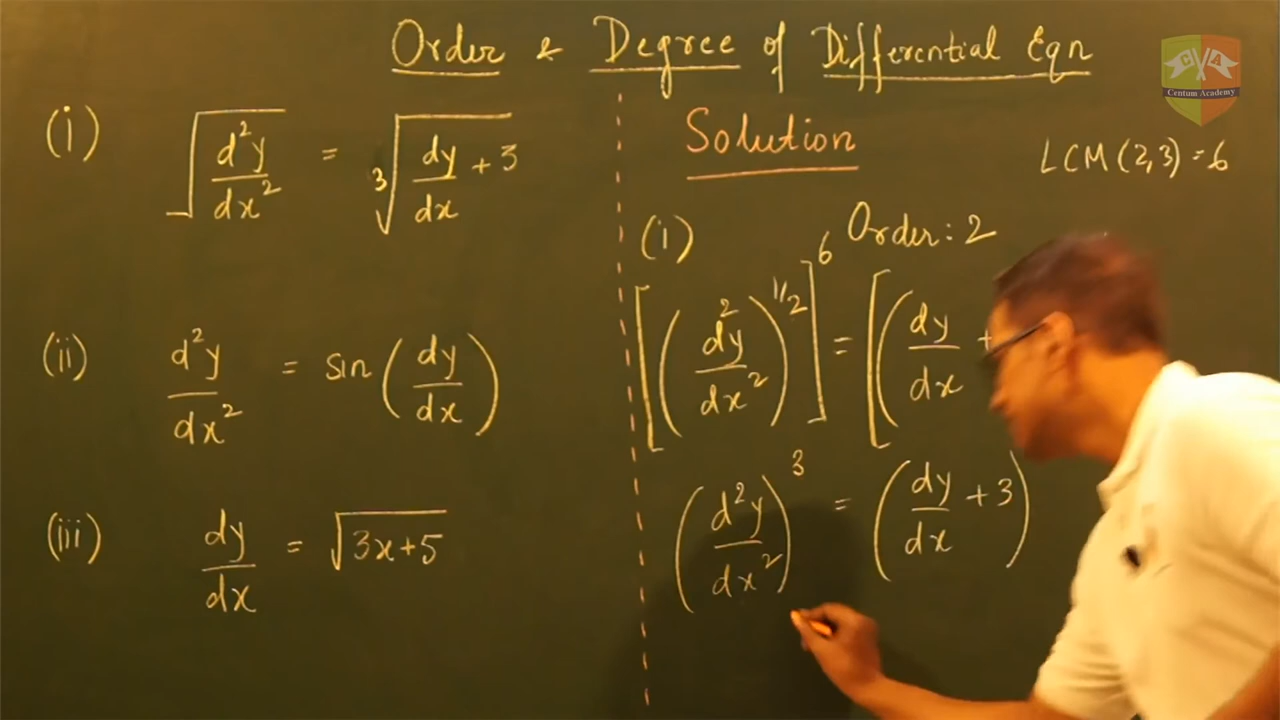 Order & Degree of Differential Eqn
C A
Centum Academy
(i) √(d²y/dx²) = ³√(dy/dx + 3)
(ii) d²y/dx² = sin(dy/dx)
(iii) dy/dx = √(3x+5)
Solution
LCM(2,3) = 6
(i) Order: 2
[(d²y/dx²)^1/2]^6 = [(dy/dx +
(d²y/dx²)^3 = (dy/dx + 3)